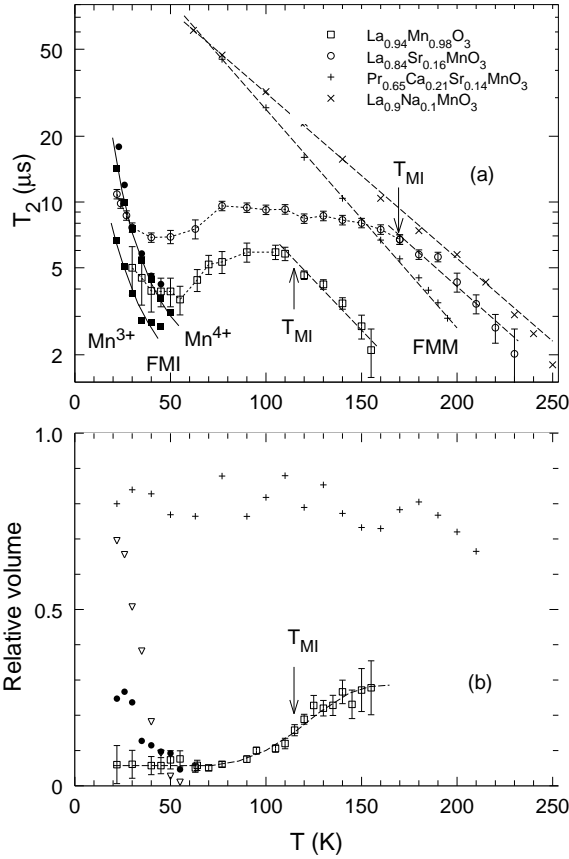 50
20
10
5
2
T2 (μs)
La0.94Mn0.98O3
La0.84Sr0.16MnO3
Pr0.65Ca0.21Sr0.14MnO3
La0.9Na0.1MnO3
(a)
TMI
TMI
Mn3+
Mn4+
FMI
FMM
0 50 100 150 200 250
1.0
0.5
0
Relative volume
TMI
(b)
0 50 100 150 200 250
T (K)